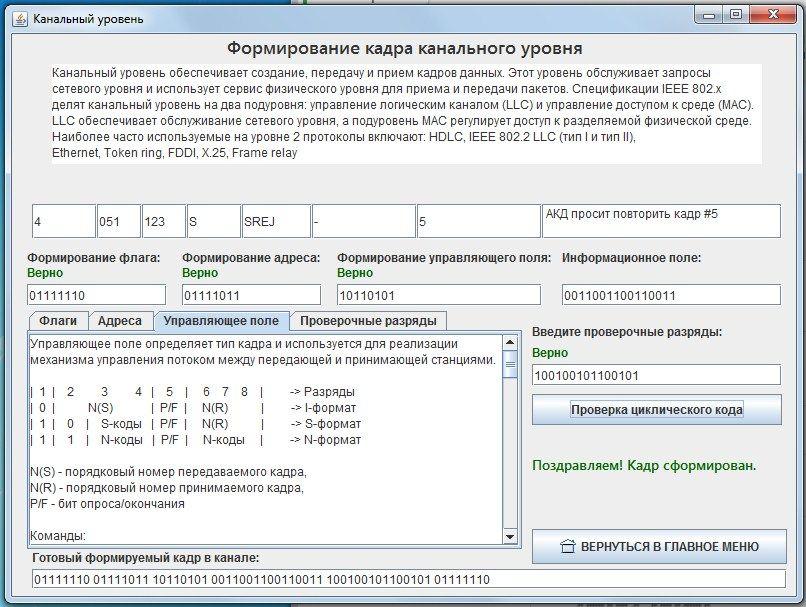 Канальный уровень
Формирование кадра канального уровня
Канальный уровень обеспечивает создание, передачу и прием кадров данных. Этот уровень обслуживает запросы
сетевого уровня и использует сервис физического уровня для приема и передачи пакетов. Спецификации IEEE 802.x
делят канальный уровень на два подуровня: управление логическим каналом (LLC) и управление доступом к среде (MAC).
LLC обеспечивает обслуживание сетевого уровня, а подуровень MAC регулирует доступ к разделяемой физической среде.
Наиболее часто используемые на уровне 2 протоколы включают: HDLC, IEEE 802.2 LLC (тип I и тип II),
Ethernet, Token ring, FDDI, X.25, Frame relay
4 051 123 S SREJ - 5 АКД просит повторить кадр #5
Формирование флага: Формирование адреса: Формирование управляющего поля: Информационное поле:
Верно Верно Верно
01111110 01111011 10110101 0011001100110011
Флаги Адреса Управляющее поле Проверочные разряды
Управляющее поле определяет тип кадра и используется для реализации
механизма управления потоком между передающей и принимающей станциями.
| 1 | 2 3 4 | 5 | 6 7 8 | -> Разряды
| 0 | N(S) | P/F | N(R) | -> I-формат
| 1 | 0 | S-коды | P/F | N(R) | -> S-формат
| 1 | 1 | N-коды | P/F | N-коды | -> N-формат
N(S) - порядковый номер передаваемого кадра,
N(R) - порядковый номер принимаемого кадра,
P/F - бит опроса/окончания
Команды:
Введите проверочные разряды:
Верно
100100101100101
Проверка циклического кода
Поздравляем! Кадр сформирован.
ВЕРНУТЬСЯ В ГЛАВНОЕ МЕНЮ
Готовый формируемый кадр в канале:
01111110 01111011 10110101 0011001100110011 100100101100101 01111110